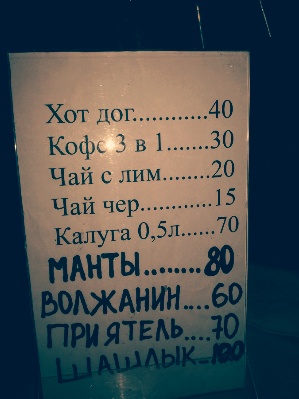 Хот дог............40
Кофе 3 в 1.......30
Чай с лим........20
Чай чер............15
Калуга 0,5л......70
МАНТЫ.........80
ВОЛЖАНИН....60
ПРИЯТЕЛЬ....70
ШАШЛЫК